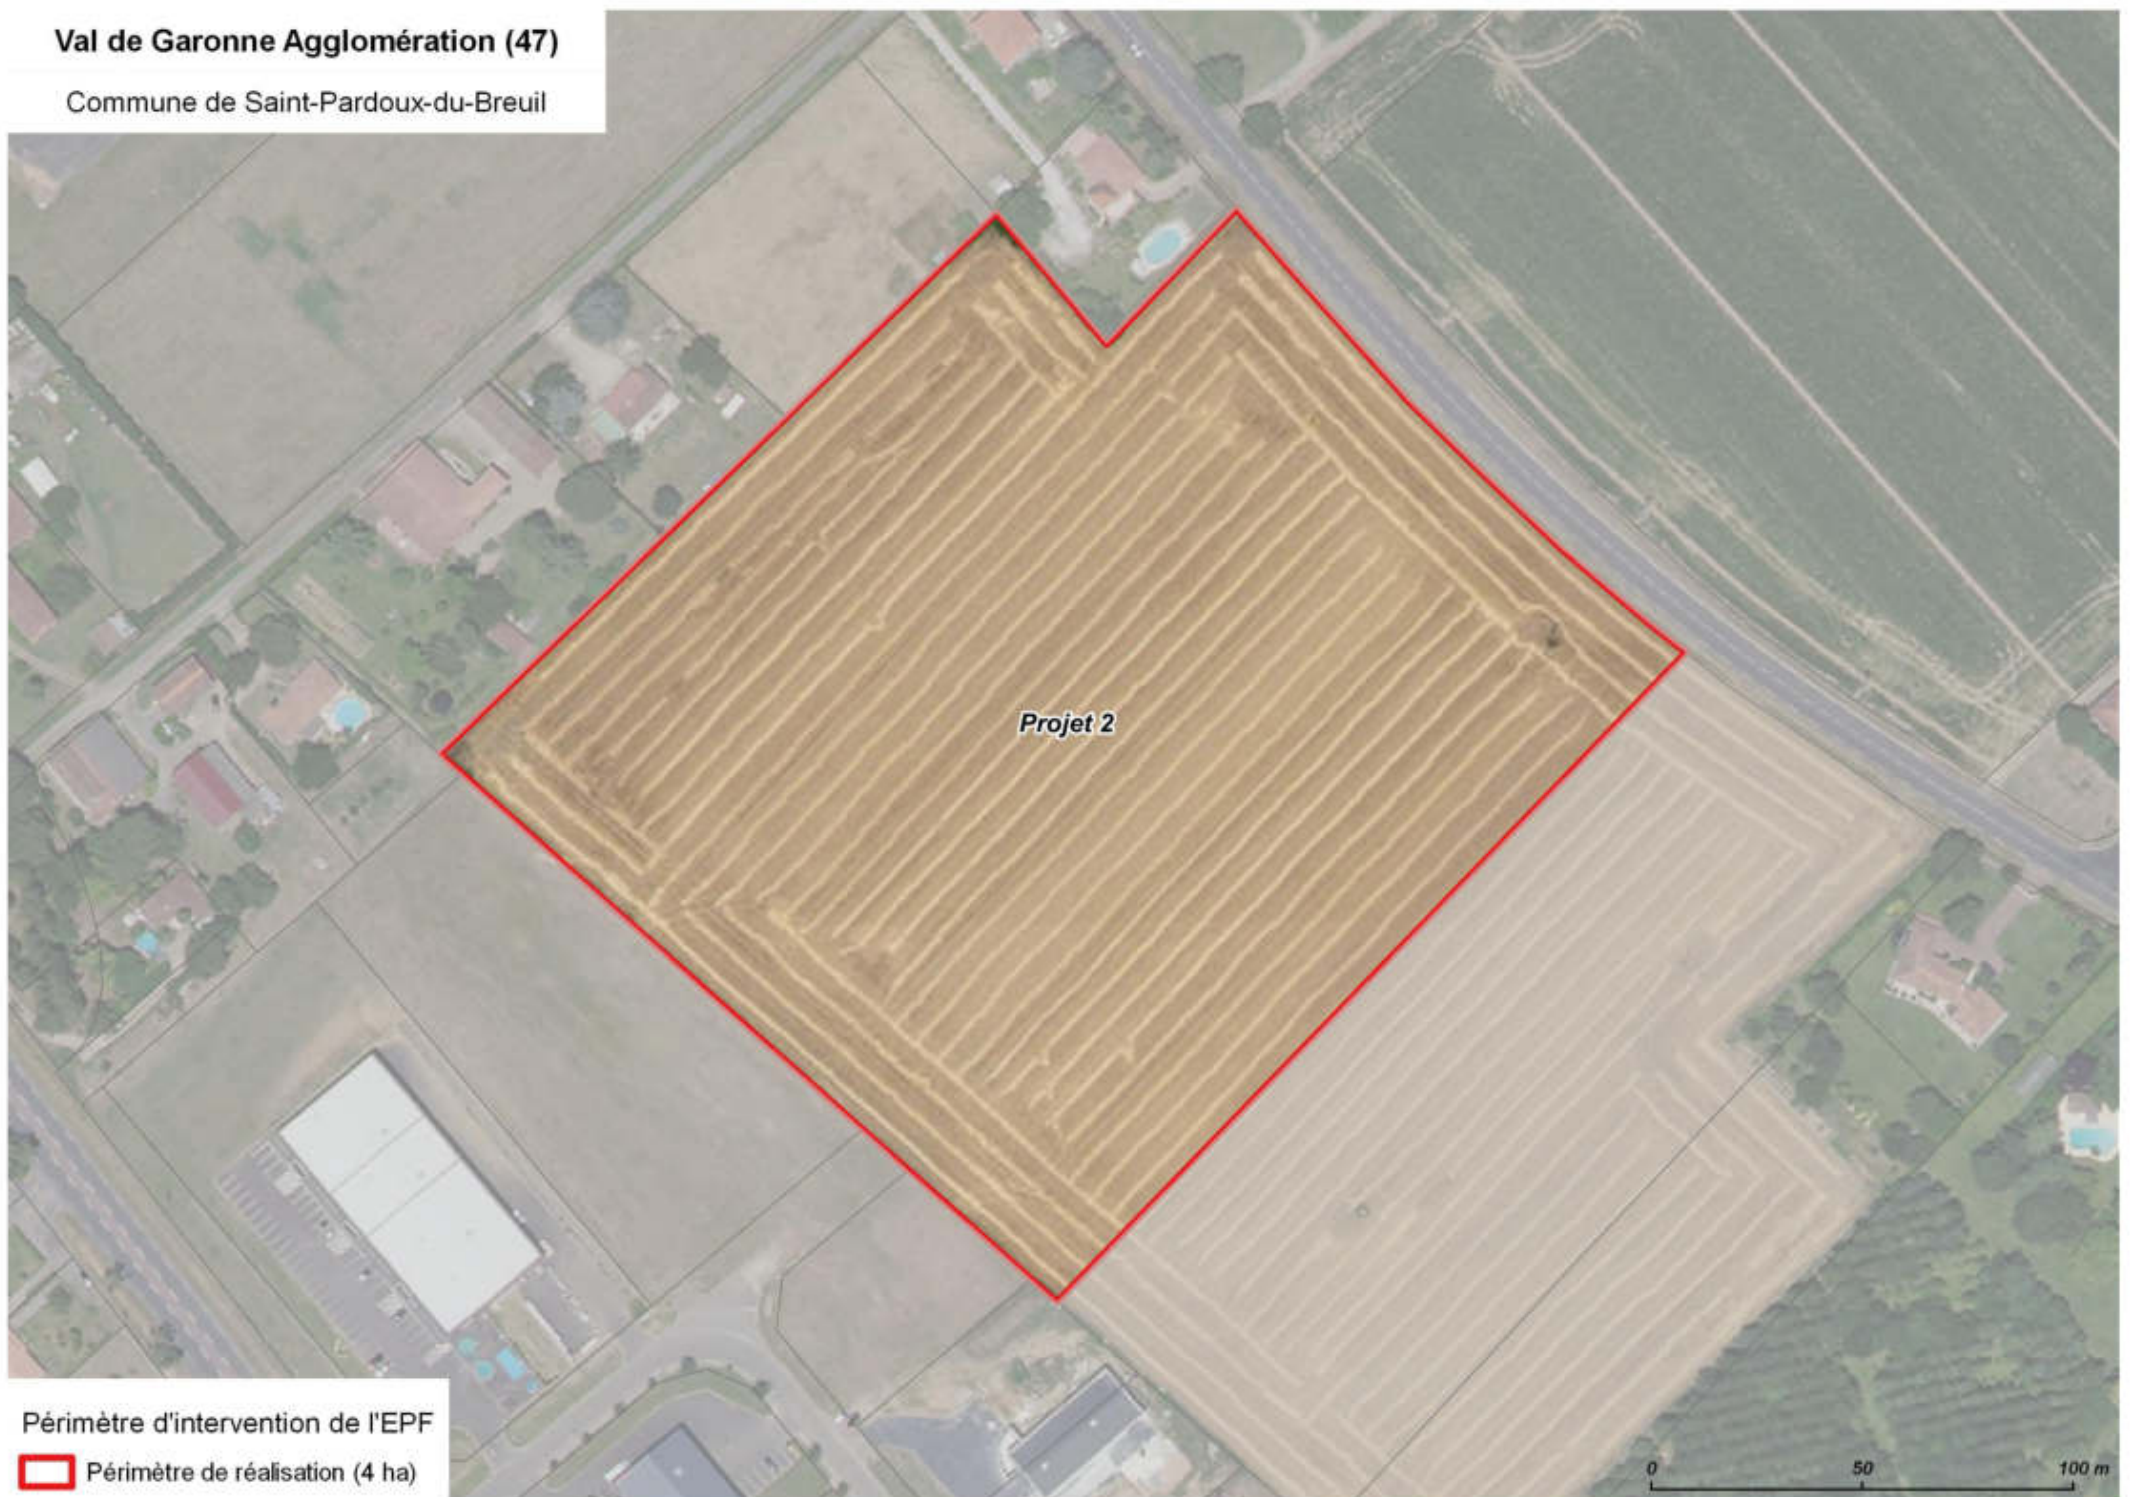 Val de Garonne Agglomération (47)
Commune de Saint-Pardoux-du-Breuil
Projet 2
Périmètre d'intervention de l'EPF
Périmètre de réalisation (4 ha)
0 50 100 m